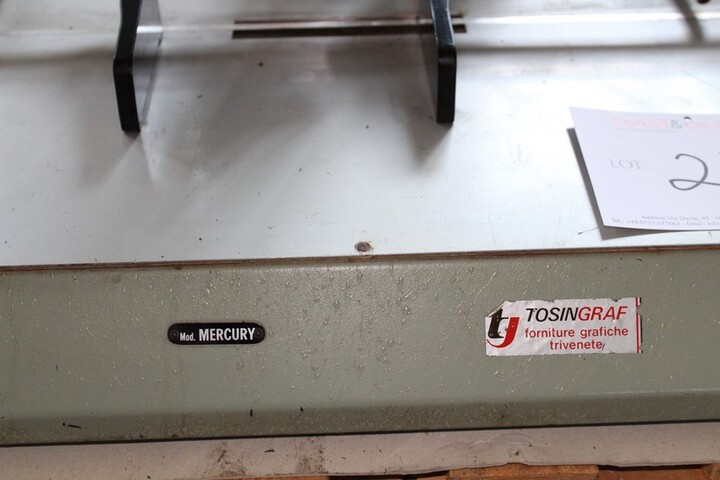 LOT: 2
Mod. MERCURY
tg TOSINGRAF
forniture grafiche
trivenete